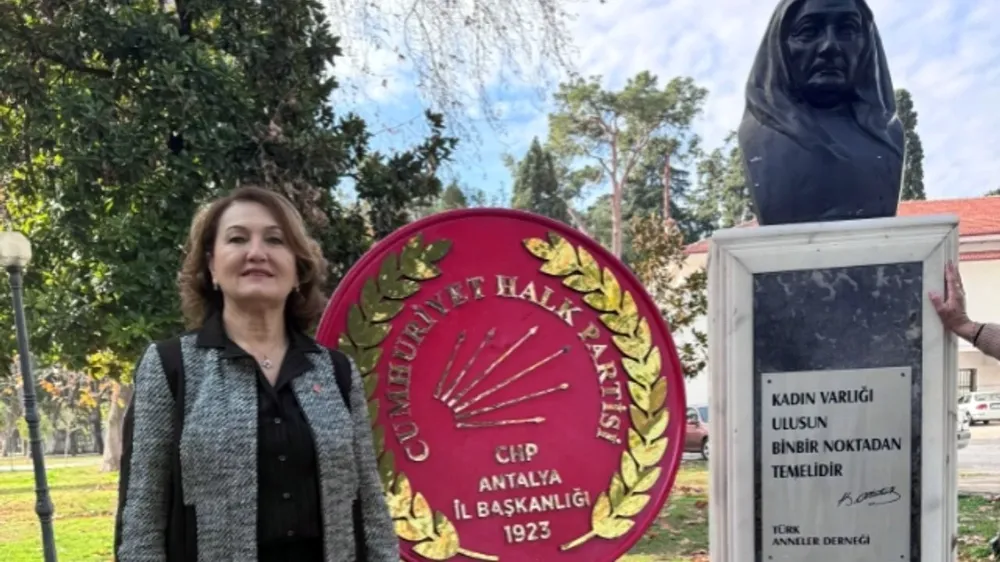 CUMHURİYET HALK PARTİSİ
CHP
ANTALYA
İL BAŞKANLIĞI
1923
KADIN VARLIĞI
ULUSUN
BİNBİR NOKTADAN
TEMELİDİR
TÜRK
ANNELER DERNEĞİ